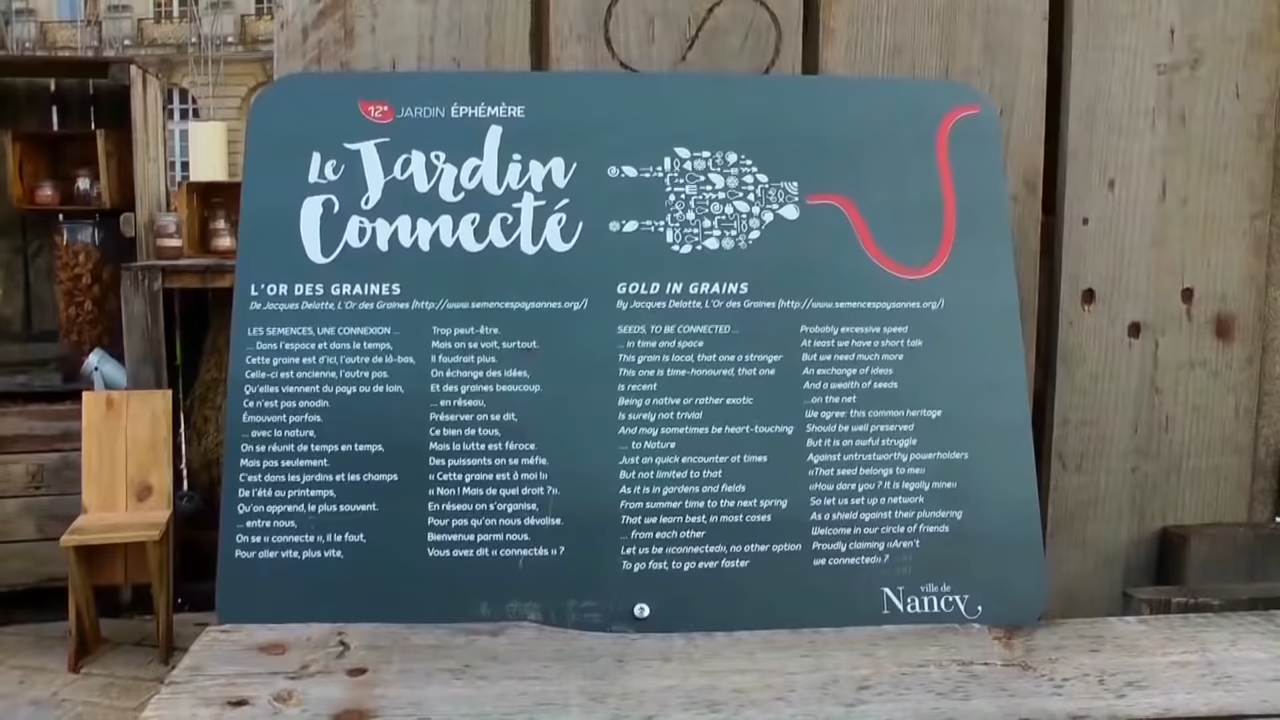 12e JARDIN ÉPHÉMÈRE
Le Jardin
Connecté
L'OR DES GRAINES
De Jacques Delatte, L'Or des Graines (http://www.semencespaysannes.org/)
LES SEMENCES, UNE CONNEXION ...
... Dans l'espace et dans le temps,
Cette graine est d'ici, l'autre de là-bas,
Celle-ci est ancienne, l'autre pas.
Qu'elles viennent du pays ou de loin,
Ce n'est pas anodin.
Émouvant parfois.
... avec la nature,
On se réunit de temps en temps,
Mais pas seulement.
C'est dans les jardins et les champs
De l'été au printemps,
Qu'on apprend, le plus souvent.
... entre nous,
On se « connecte », il le faut,
Pour aller vite, plus vite,
Trop peut-être.
Mais on se voit, surtout.
Il faudrait plus.
On échange des idées,
Et des graines beaucoup.
... en réseau,
Préserver on se dit,
Ce bien de tous,
Mais la lutte est féroce.
Des puissants on se méfie.
« Cette graine est à moi !»
« Non ! Mais de quel droit ?».
En réseau on s'organise,
Pour pas qu'on nous dévalise.
Bienvenue parmi nous.
Vous avez dit « connectés » ?
GOLD IN GRAINS
By Jacques Delatte, L'Or des Graines (http://www.semencespaysannes.org/)
SEEDS, TO BE CONNECTED ...
... in time and space
This grain is local, that one a stranger
This one is time-honoured, that one
is recent
Being a native or rather exotic
Is surely not trivial
And may sometimes be heart-touching
... to Nature
Just an quick encounter at times
But not limited to that
As it is in gardens and fields
From summer time to the next spring
That we learn best, in most cases
... from each other
Let us be «connected», no other option
To go fast, to go ever faster
Probably excessive speed
At least we have a short talk
But we need much more
An exchange of ideas
And a wealth of seeds
...on the net
We agree: this common heritage
Should be well preserved
But it is an awful struggle
Against untrustworthy powerholders
«That seed belongs to me»
«How dare you ? It is legally mine»
So let us set up a network
As a shield against their plundering
Welcome in our circle of friends
Proudly claiming «Aren't
we connected» ?
ville de
Nancy,